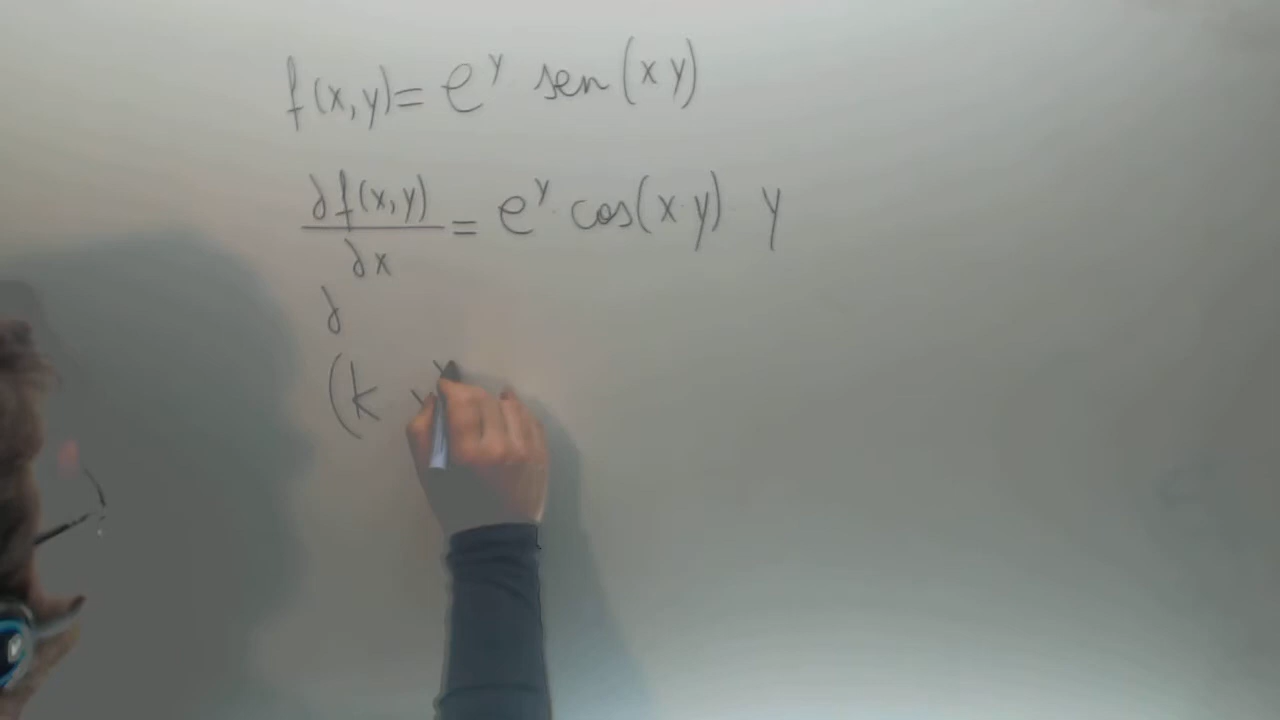 f(x,y)= e^y sen(xy)
∂f(x,y)/∂x = e^y cos(x·y) y
∂
(k